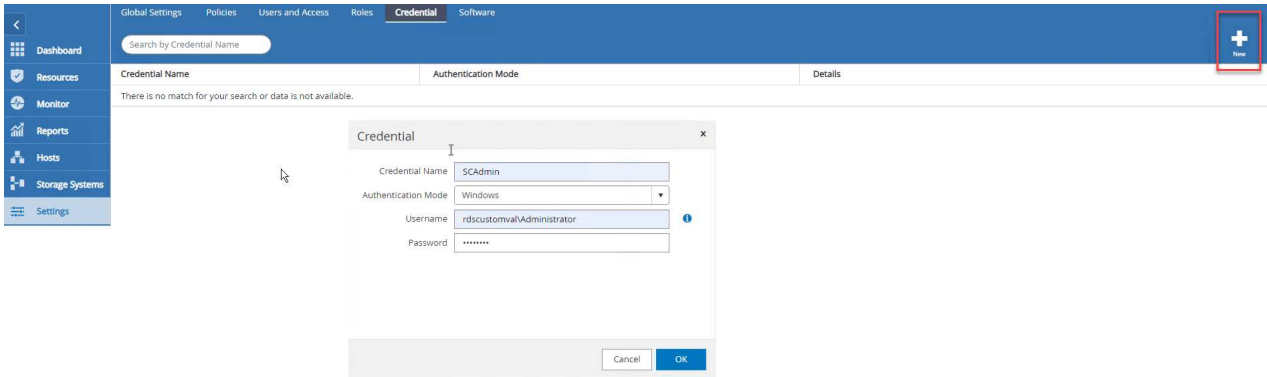 Global Settings Policies Users and Access Roles Credential Software
Dashboard
Search by Credential Name
New
Resources
Credential Name Authentication Mode Details
There is no match for your search or data is not available.
Monitor
Reports
Hosts
Storage Systems
Settings
Credential x
Credential Name SCAdmin
Authentication Mode Windows
Username rdscustomval\Administrator
Password ••••••••
Cancel OK